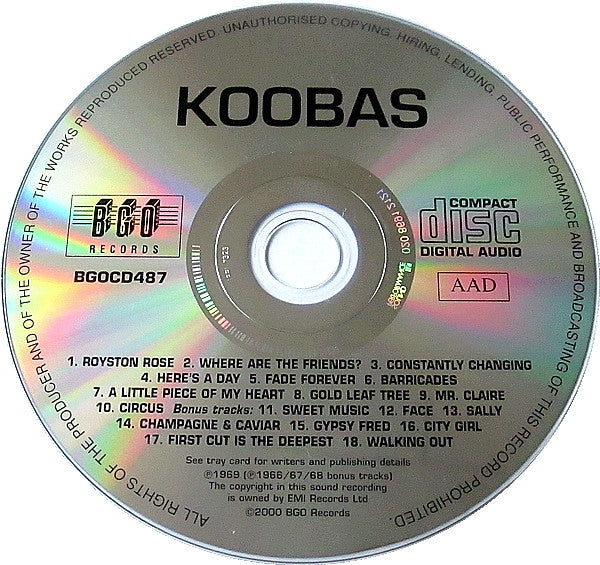 ALL RIGHTS OF THE PRODUCER AND OF THE OWNER OF THE WORKS REPRODUCED RESERVED. UNAUTHORISED COPYING, HIRING, LENDING, PUBLIC PERFORMANCE AND BROADCASTING OF THIS RECORD PROHIBITED.
KOOBAS
BGO
RECORDS
BGOCD487
COMPACT
disc
DIGITAL AUDIO
AAD
1. ROYSTON ROSE 2. WHERE ARE THE FRIENDS? 3. CONSTANTLY CHANGING
4. HERE'S A DAY 5. FADE FOREVER 6. BARRICADES
7. A LITTLE PIECE OF MY HEART 8. GOLD LEAF TREE 9. MR. CLAIRE
10. CIRCUS Bonus tracks: 11. SWEET MUSIC 12. FACE 13. SALLY
14. CHAMPAGNE & CAVIAR 15. GYPSY FRED 16. CITY GIRL
17. FIRST CUT IS THE DEEPEST 18. WALKING OUT
See tray card for writers and publishing details
℗1969 (℗1966/67/68 bonus tracks)
The copyright in this sound recording
is owned by EMI Records Ltd
©2000 BGO Records